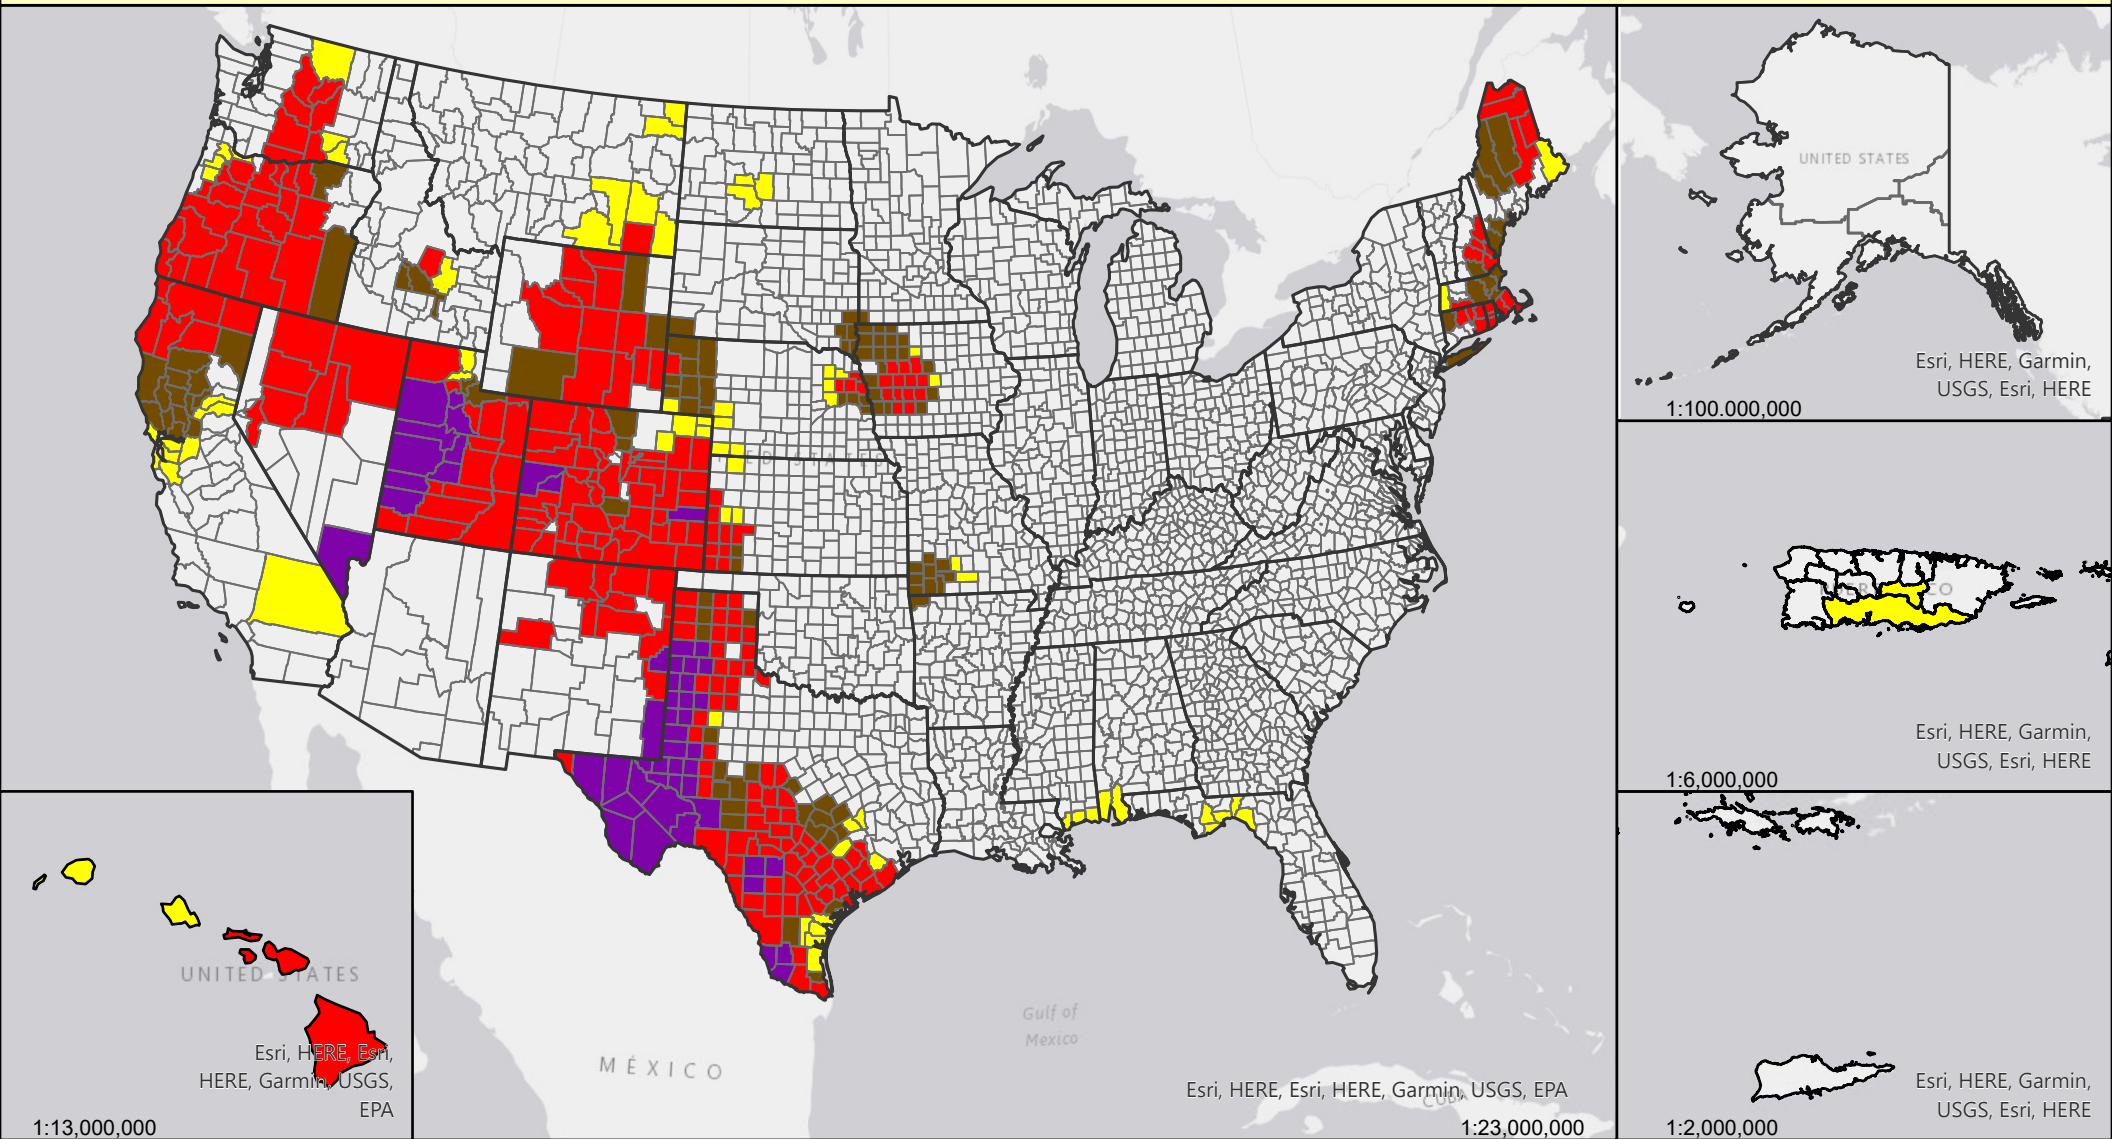 UNITED STATES
Esri, HERE, Garmin,
USGS, Esri, HERE
1:100.000,000
Esri, HERE, Garmin,
USGS, Esri, HERE
1:6,000,000
Esri, HERE, Garmin,
USGS, Esri, HERE
1:2,000,000
UNITED STATES
Esri, HERE, Esri,
HERE, Garmin, USGS,
EPA
1:13,000,000
Gulf of
Mexico
MÉXICO
CUBA
Esri, HERE, Esri, HERE, Garmin, USGS, EPA
1:23,000,000